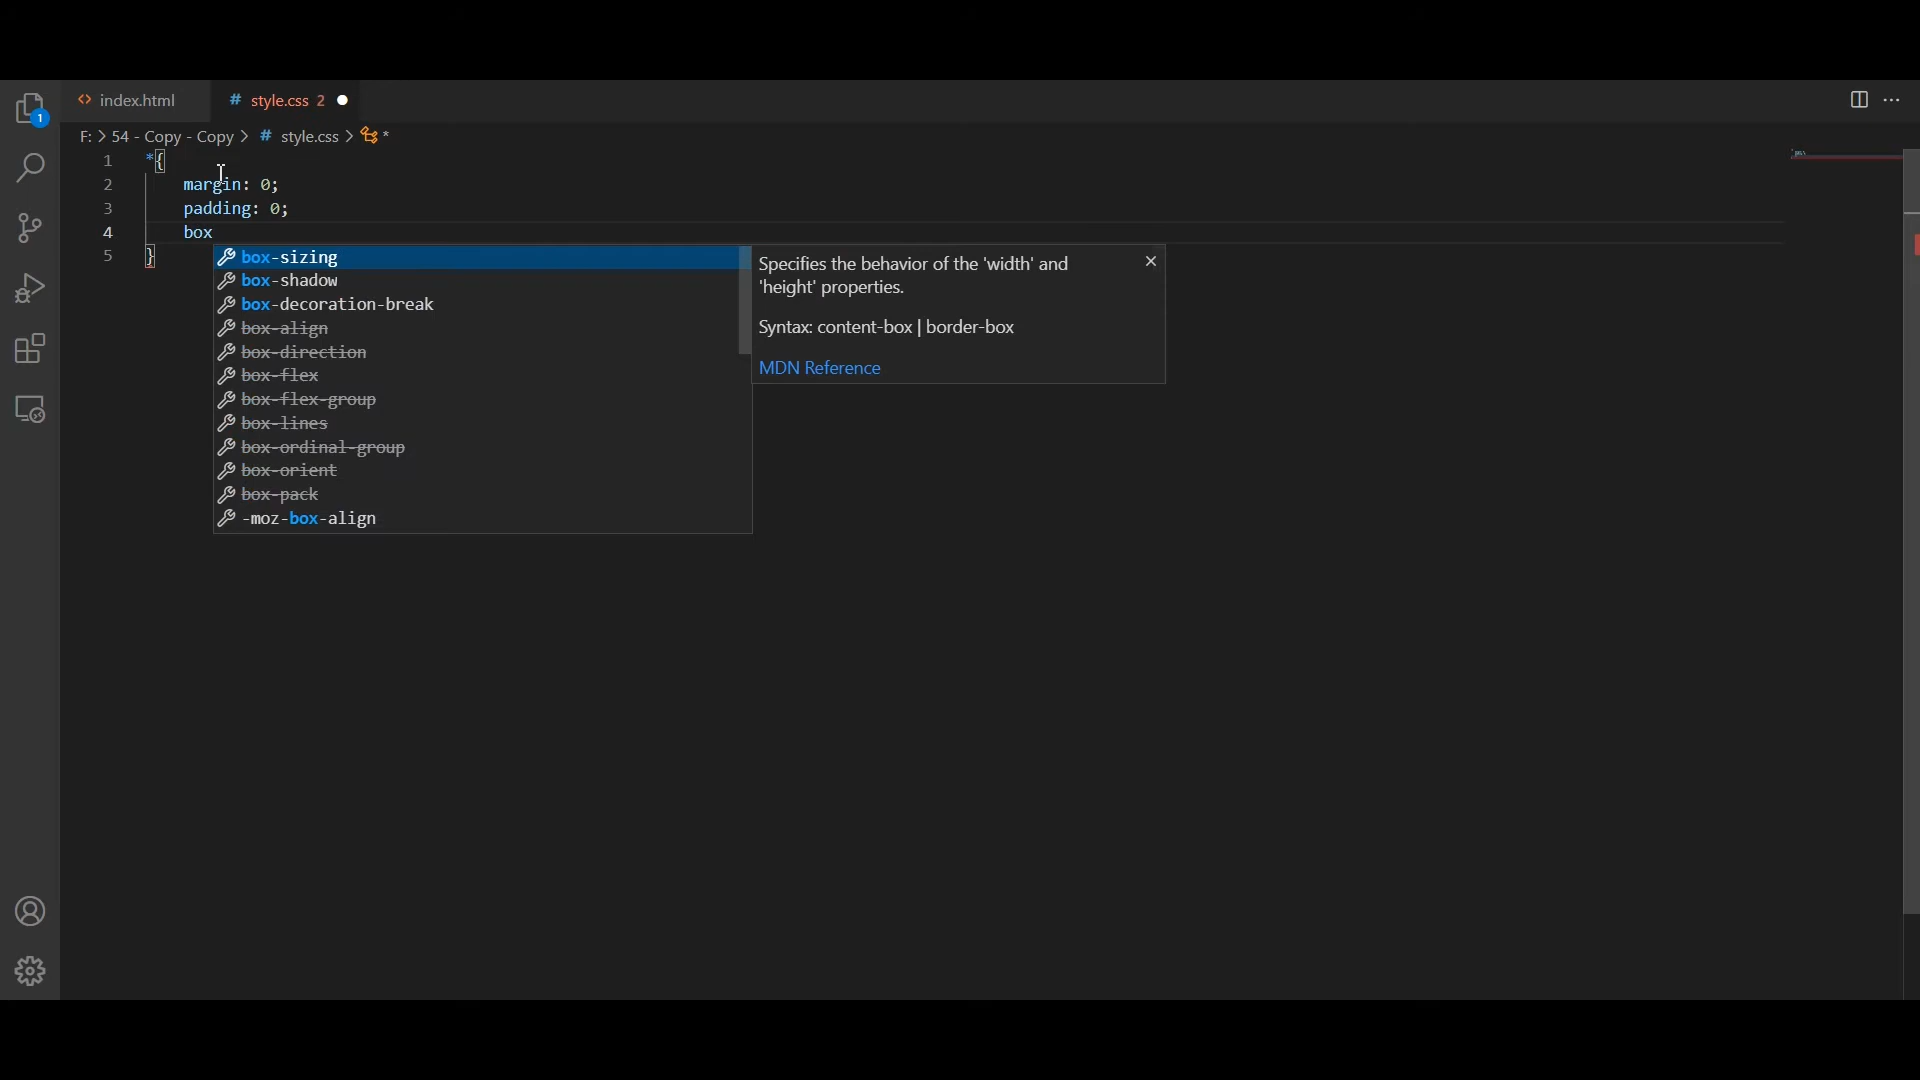 index.html
style.css 2
F: > 54 - Copy - Copy > # style.css > *
1 *{
2 margin: 0;
3 padding: 0;
4 box
5 }
box-sizing
box-shadow
box-decoration-break
box-align
box-direction
box-flex
box-flex-group
box-lines
box-ordinal-group
box-orient
box-pack
-moz-box-align
Specifies the behavior of the 'width' and
'height' properties.
Syntax: content-box | border-box
MDN Reference
1